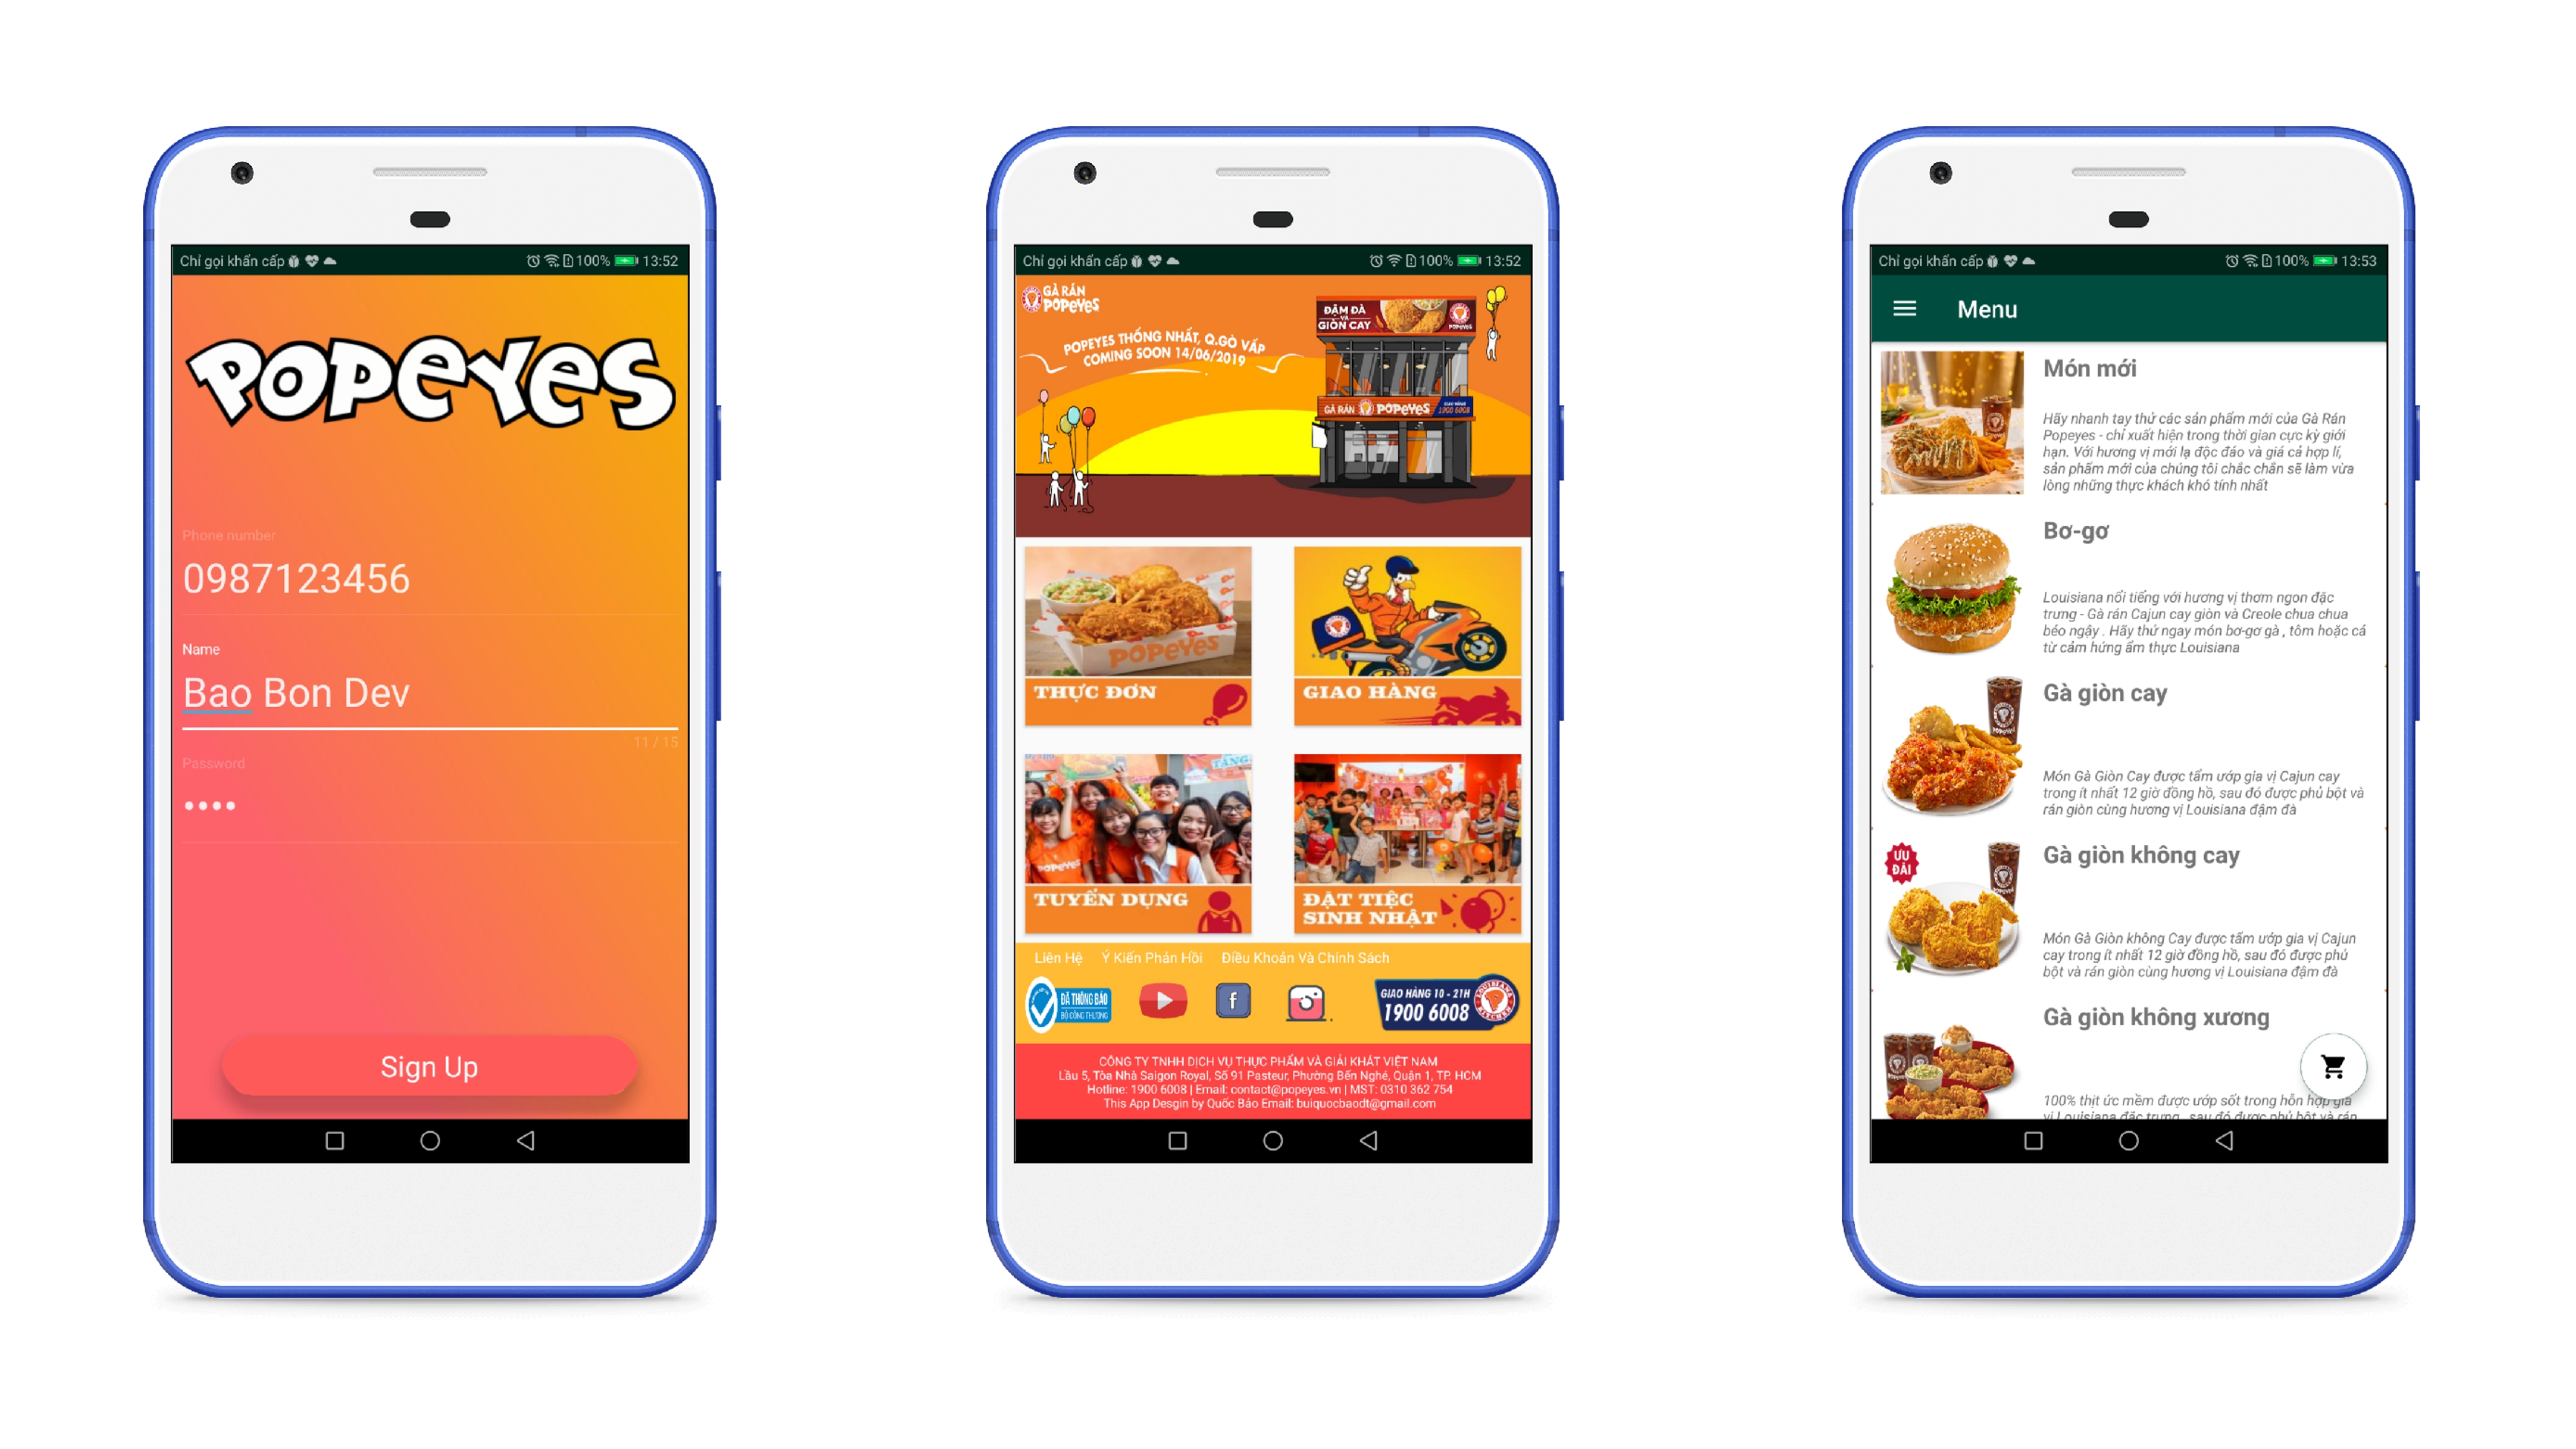 Chỉ gọi khẩn cấp
100% 13:52
POPEYES
Phone number
0987123456
Name
Bao Bon Dev
11 / 15
Password
Sign Up
Chỉ gọi khẩn cấp
100% 13:52
GÀ RÁN
POPEYES
POPEYES THỐNG NHẤT, Q.GÒ VẤP
COMING SOON 14/06/2019
ĐẬM ĐÀ
VÀ
GIÒN CAY
POPEYES
GÀ RÁN POPEYES
GIAO HÀNG
1900 6008
POPEYES
THỰC ĐƠN
GIAO HÀNG
TẶNG
POPEYES
TUYỂN DỤNG
ĐẶT TIỆC
SINH NHẬT
Liên Hệ Ý Kiến Phản Hồi Điều Khoản Và Chính Sách
ĐÃ THÔNG BÁO
BỘ CÔNG THƯƠNG
f
GIAO HÀNG 10 - 21H
1900 6008
LOUISIANA
KITCHEN
CÔNG TY TNHH DỊCH VỤ THỰC PHẨM VÀ GIẢI KHÁT VIỆT NAM
Lầu 5, Tòa Nhà Saigon Royal, Số 91 Pasteur, Phường Bến Nghé, Quận 1, TP. HCM
Hotline: 1900 6008 | Email: contact@popeyes.vn | MST: 0310 362 754
This App Desgin by Quốc Bảo Email: buiquocbaodt@gmail.com
Chỉ gọi khẩn cấp
100% 13:53
Menu
Món mới
Hãy nhanh tay thử các sản phẩm mới của Gà Rán
Popeyes - chỉ xuất hiện trong thời gian cực kỳ giới
hạn. Với hương vị mới lạ độc đáo và giá cả hợp lí,
sản phẩm mới của chúng tôi chắc chắn sẽ làm vừa
lòng những thực khách khó tính nhất
Bơ-gơ
Louisiana nổi tiếng với hương vị thơm ngon đặc
trưng - Gà rán Cajun cay giòn và Creole chua chua
béo ngậy . Hãy thử ngay món bơ-gơ gà , tôm hoặc cá
từ cảm hứng ẩm thực Louisiana
Gà giòn cay
POPEYES
Món Gà Giòn Cay được tẩm ướp gia vị Cajun cay
trong ít nhất 12 giờ đồng hồ, sau đó được phủ bột và
rán giòn cùng hương vị Louisiana đậm đà
Gà giòn không cay
ƯU
ĐÃI
POPEYES
Món Gà Giòn không Cay được tẩm ướp gia vị Cajun
cay trong ít nhất 12 giờ đồng hồ, sau đó được phủ
bột và rán giòn cùng hương vị Louisiana đậm đà
Gà giòn không xương
100% thịt ức mềm được ướp sốt trong hỗn hợp gia
vị Louisiana đặc trưng , sau đó được phủ bột và rán